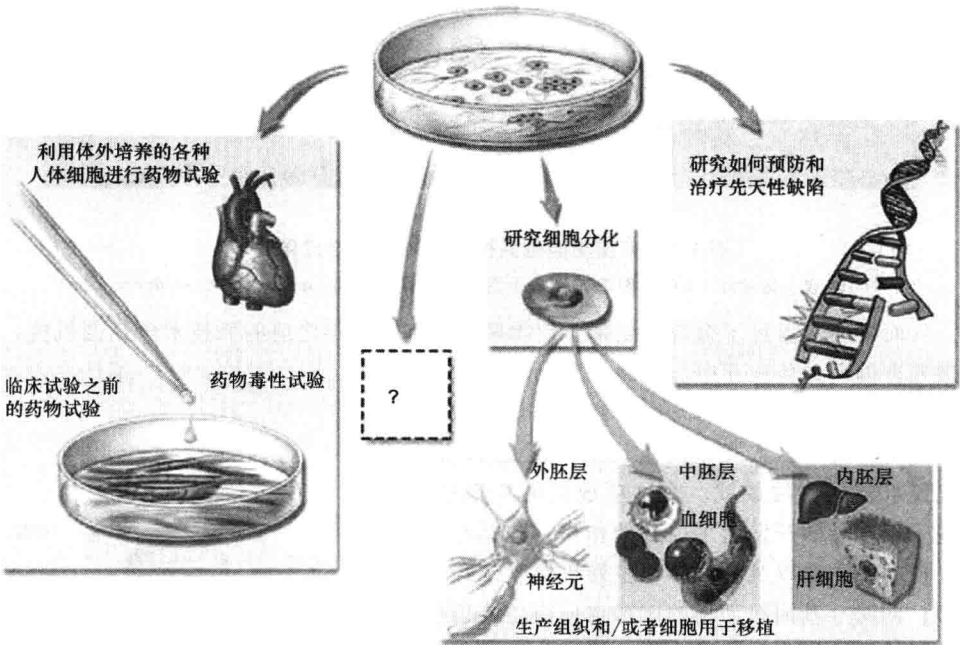 利用体外培养的各种
人体细胞进行药物试验
研究如何预防和
治疗先天性缺陷
研究细胞分化
临床试验之前
的药物试验
药物毒性试验
?
外胚层
中胚层
内胚层
血细胞
神经元
肝细胞
生产组织和/或者细胞用于移植